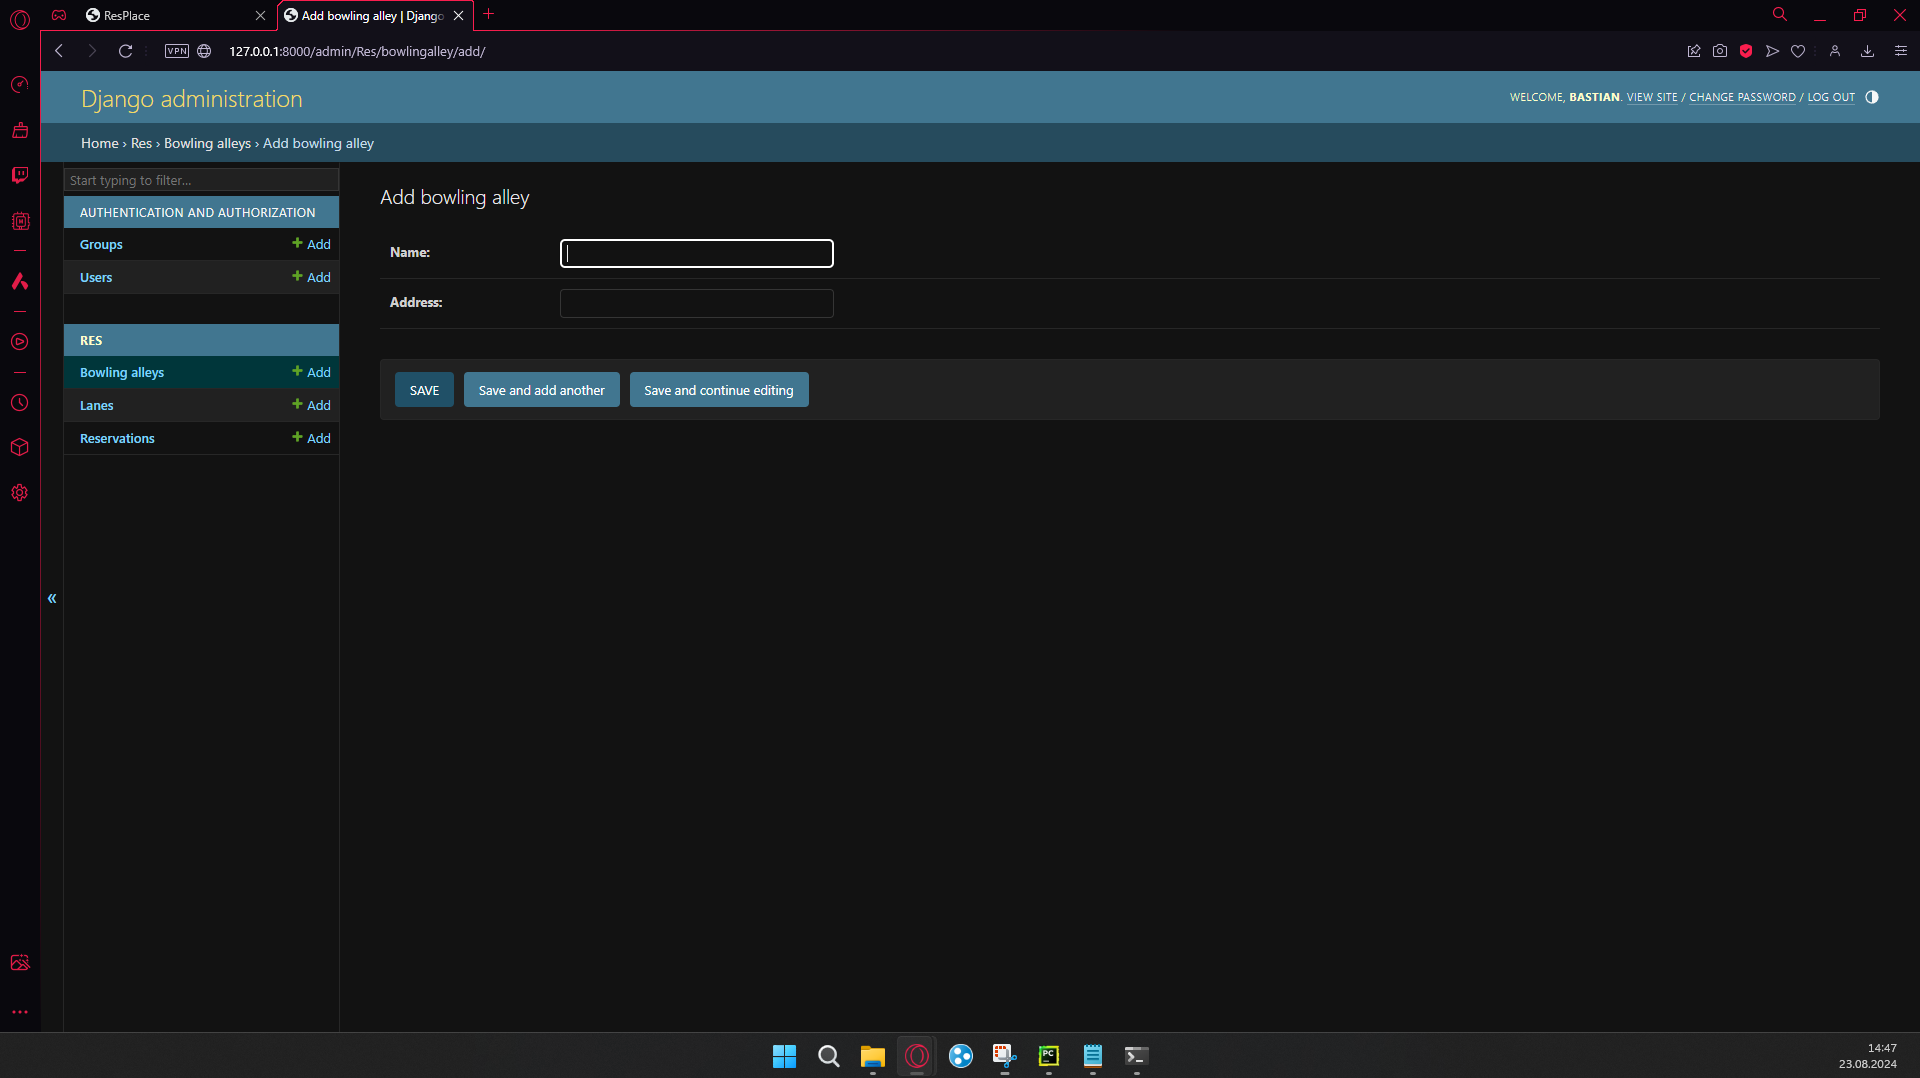 ResPlace
Add bowling alley | Django
VPN
127.0.0.1:8000/admin/Res/bowlingalley/add/
Django administration
WELCOME, BASTIAN. VIEW SITE / CHANGE PASSWORD / LOG OUT
Home › Res › Bowling alleys › Add bowling alley
Start typing to filter...
AUTHENTICATION AND AUTHORIZATION
Groups + Add
Users + Add
RES
Bowling alleys + Add
Lanes + Add
Reservations + Add
«
Add bowling alley
Name:
Address:
SAVE
Save and add another
Save and continue editing
PC
14:47
23.08.2024